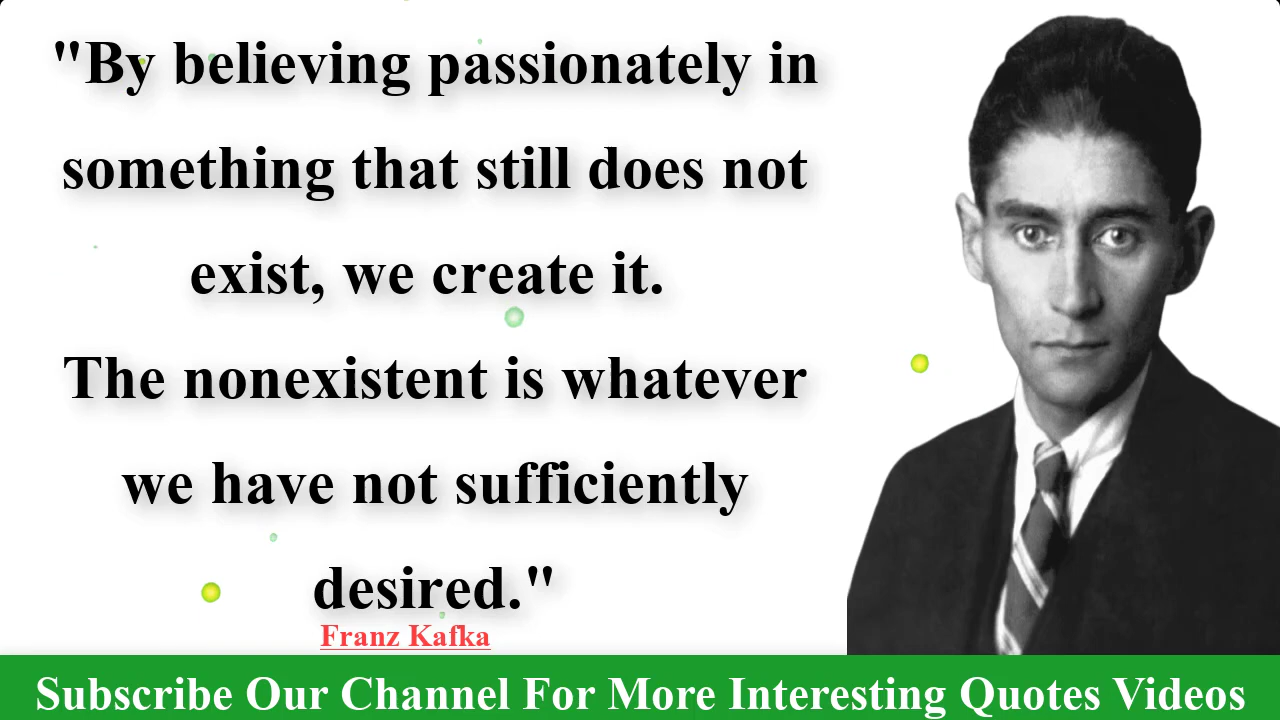 "By believing passionately in
something that still does not
exist, we create it.
The nonexistent is whatever
we have not sufficiently
desired."
Franz Kafka
Subscribe Our Channel For More Interesting Quotes Videos